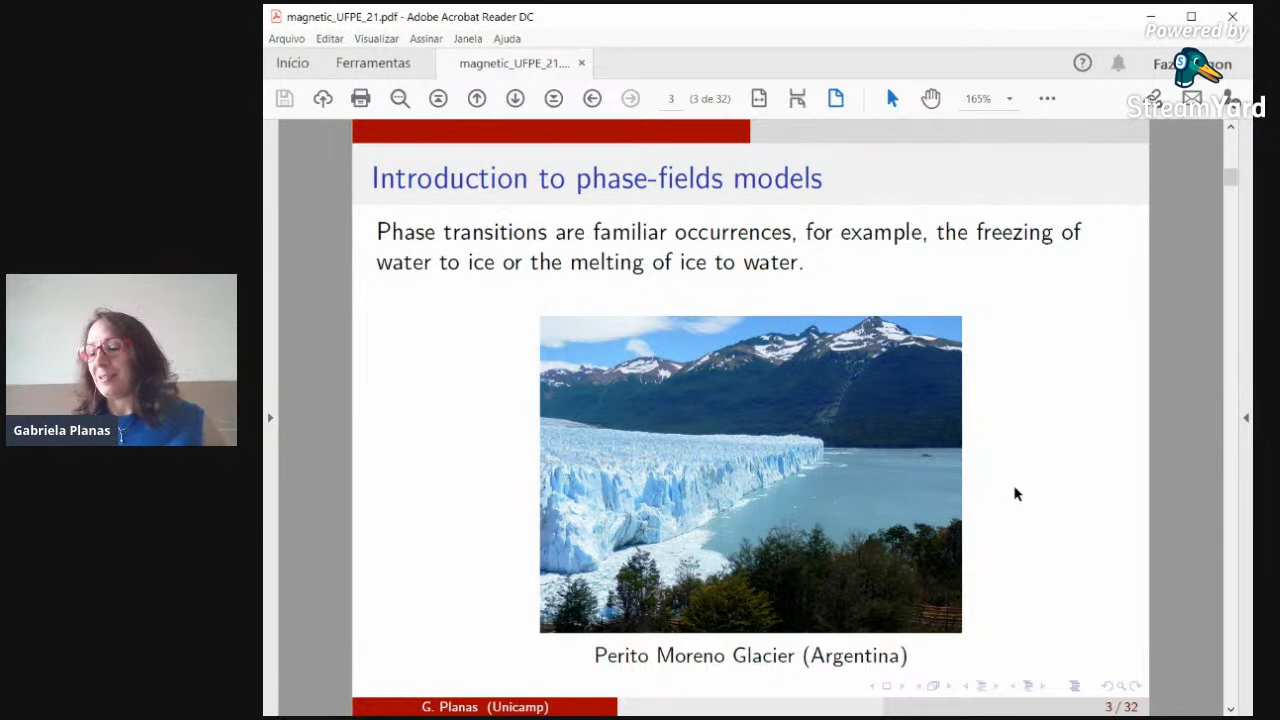 magnetic_UFPE_21.pdf - Adobe Acrobat Reader DC
Powered by
Arquivo Editar Visualizar Assinar Janela Ajuda
Início Ferramentas magnetic_UFPE_21.... ×
StreamYard
3 (3 de 32) 165%
Introduction to phase-fields models
Phase transitions are familiar occurrences, for example, the freezing of
water to ice or the melting of ice to water.
Gabriela Planas
Perito Moreno Glacier (Argentina)
G. Planas (Unicamp) 3 / 32